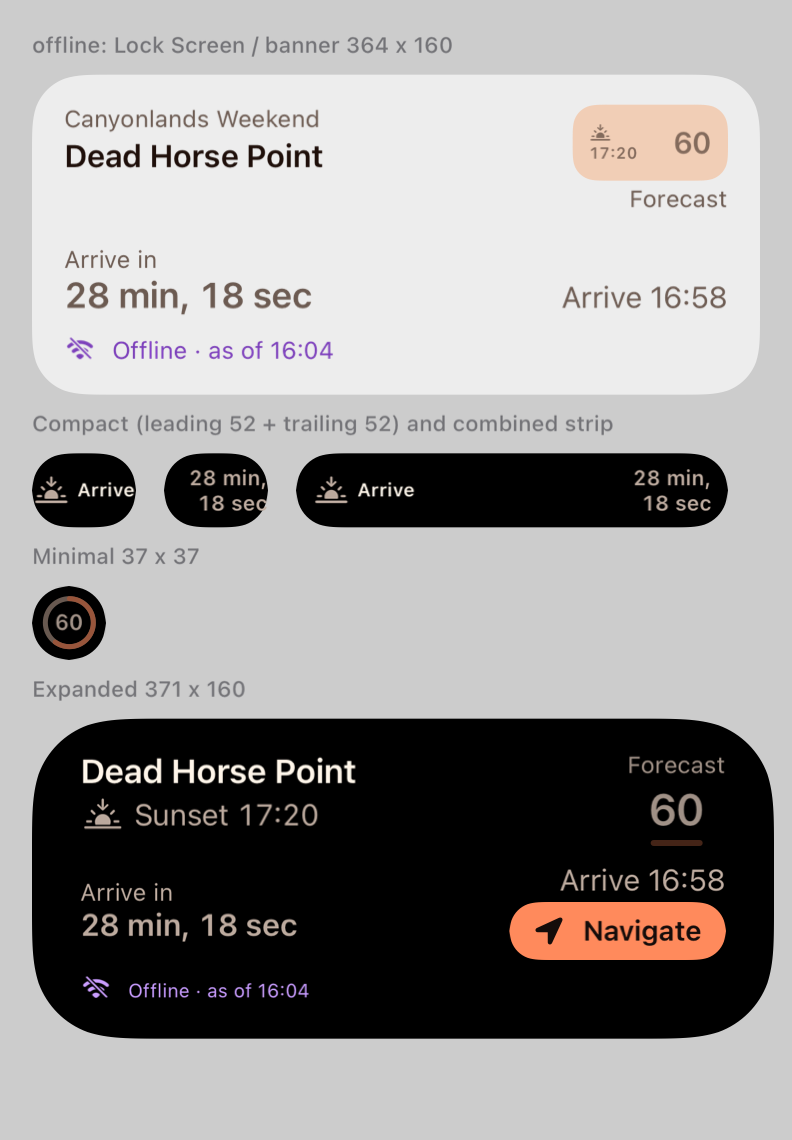 offline: Lock Screen / banner 364 x 160
Canyonlands Weekend
Dead Horse Point
17:20
60
Forecast
Arrive in
28 min, 18 sec
Arrive 16:58
Offline · as of 16:04
Compact (leading 52 + trailing 52) and combined strip
Arrive
28 min,
18 sec
Arrive
28 min,
18 sec
Minimal 37 x 37
60
Expanded 371 x 160
Dead Horse Point
Sunset 17:20
Forecast
60
Arrive in
28 min, 18 sec
Arrive 16:58
Navigate
Offline · as of 16:04